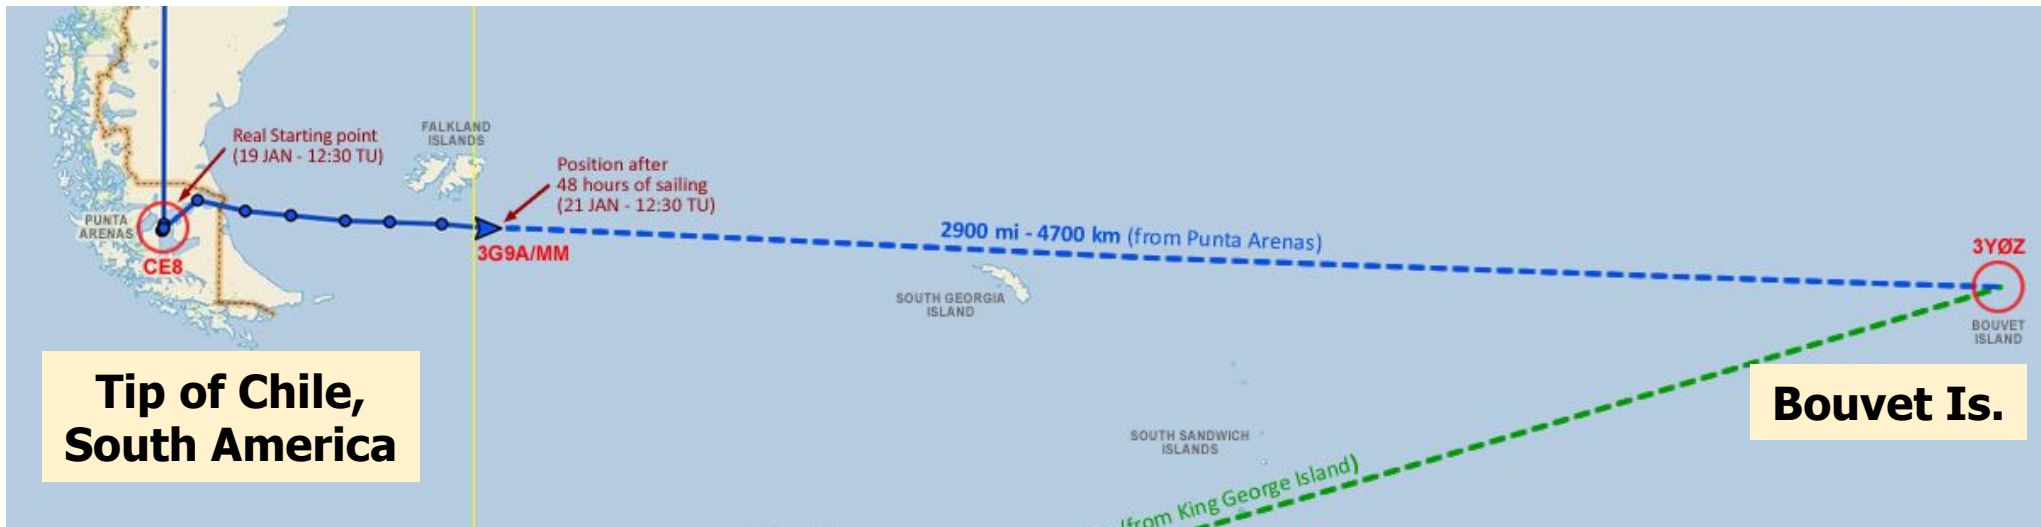 FALKLAND
ISLANDS
Real Starting point
(19 JAN - 12:30 TU)
Position after
48 hours of sailing
(21 JAN - 12:30 TU)
PUNTA
ARENAS
CE8
3G9A/MM
2900 mi - 4700 km (from Punta Arenas)
3YØZ
SOUTH GEORGIA
ISLAND
BOUVET
ISLAND
Tip of Chile,
South America
Bouvet Is.
SOUTH SANDWICH
ISLANDS
(from King George Island)